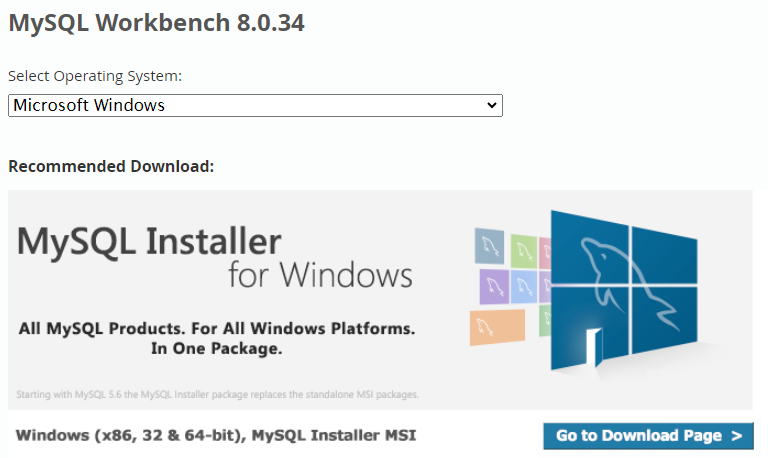 MySQL Workbench 8.0.34
Select Operating System:
Microsoft Windows
Recommended Download:
MySQL Installer
for Windows
All MySQL Products. For All Windows Platforms.
In One Package.
Starting with MySQL 5.6 the MySQL Installer package replaces the standalone MSI packages.
Windows (x86, 32 & 64-bit), MySQL Installer MSI
Go to Download Page >